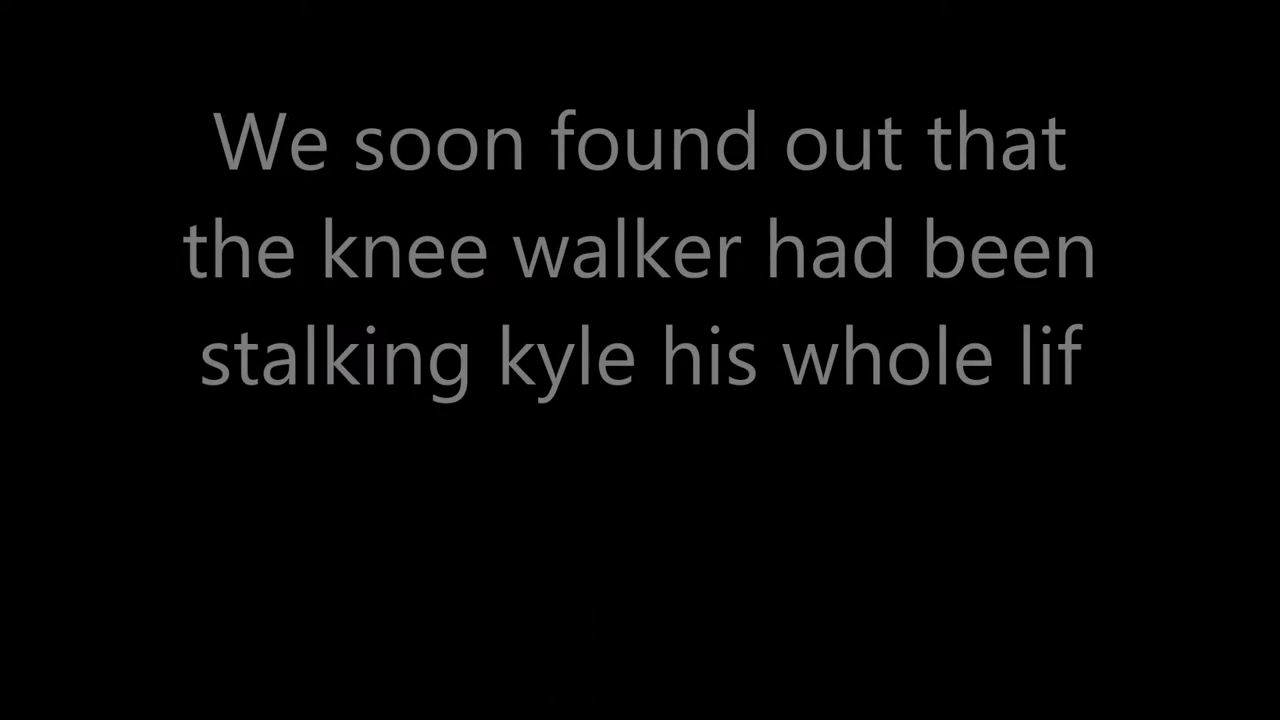 We soon found out that
the knee walker had been
stalking kyle his whole lif